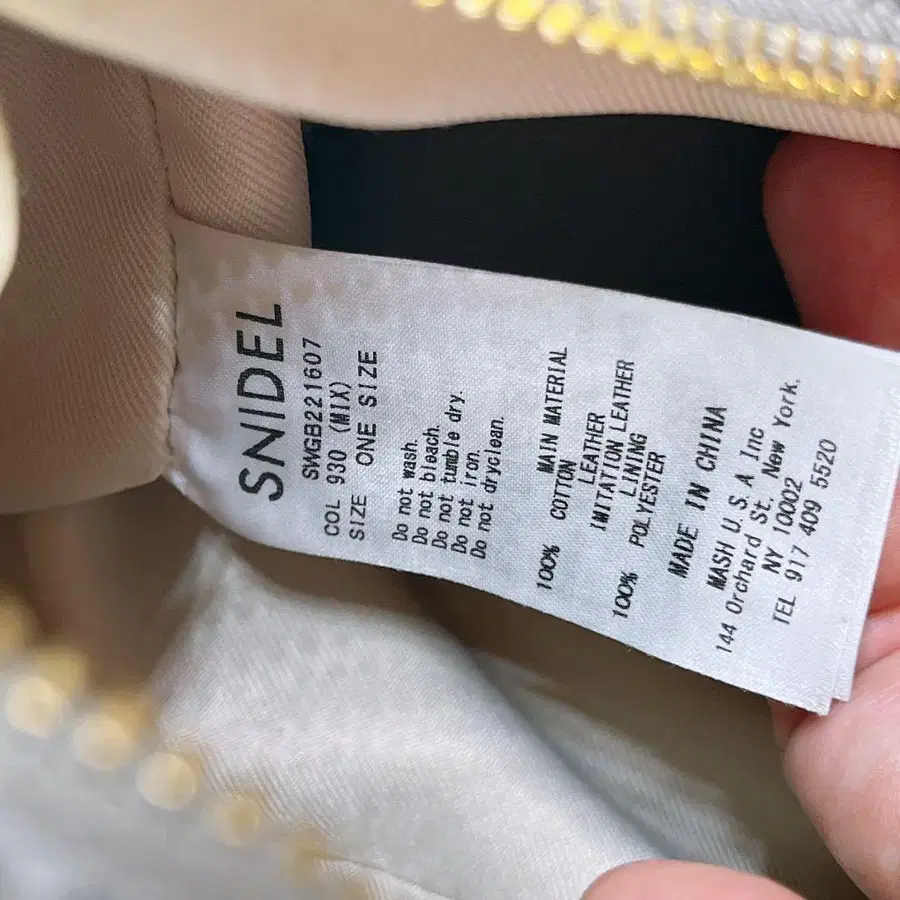 SNIDEL
SWGB221607
COL 930 (MIX)
SIZE ONE SIZE
Do not wash.
Do not bleach.
Do not tumble dry.
Do not iron.
Do not dryclean.
MAIN MATERIAL
100% COTTON
LEATHER
IMITATION LEATHER
LINING
100% POLYESTER
MADE IN CHINA
MASH U.S.A Inc
144 Orchard St. New York.
NY 10002
TEL 917 409 5520